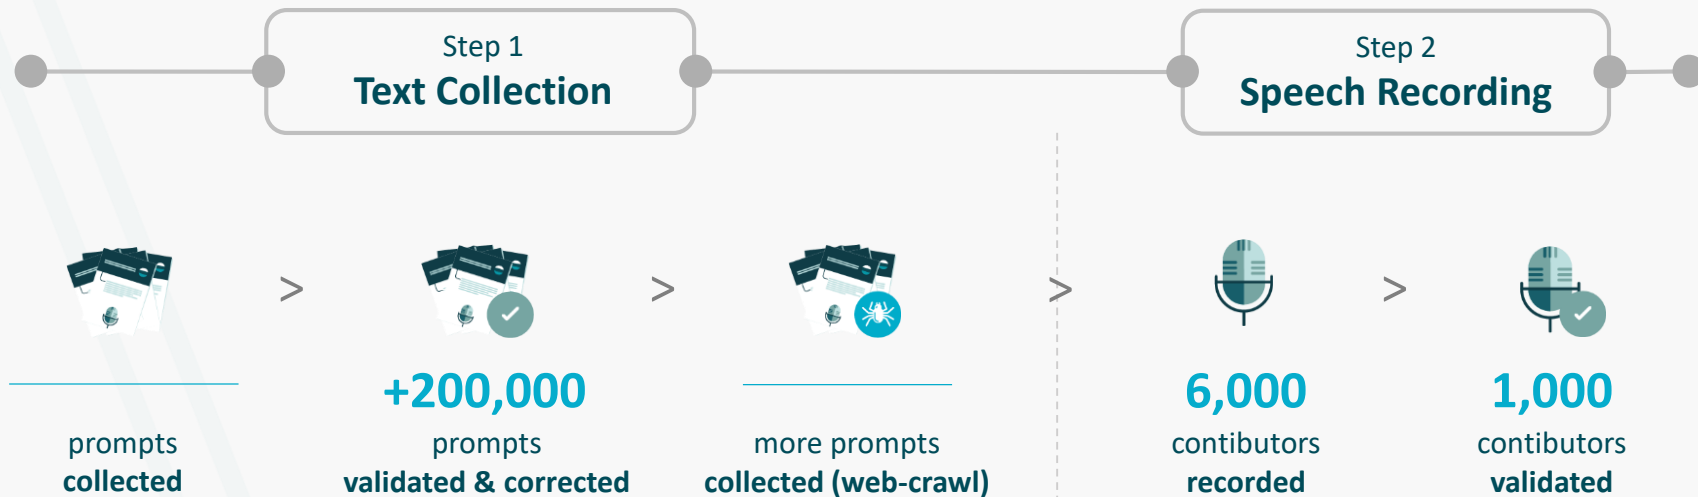 Step 1
Text Collection
Step 2
Speech Recording
>
>
>
>
+200,000
6,000
1,000
prompts
collected
prompts
validated & corrected
more prompts
collected (web-crawl)
contibutors
recorded
contibutors
validated